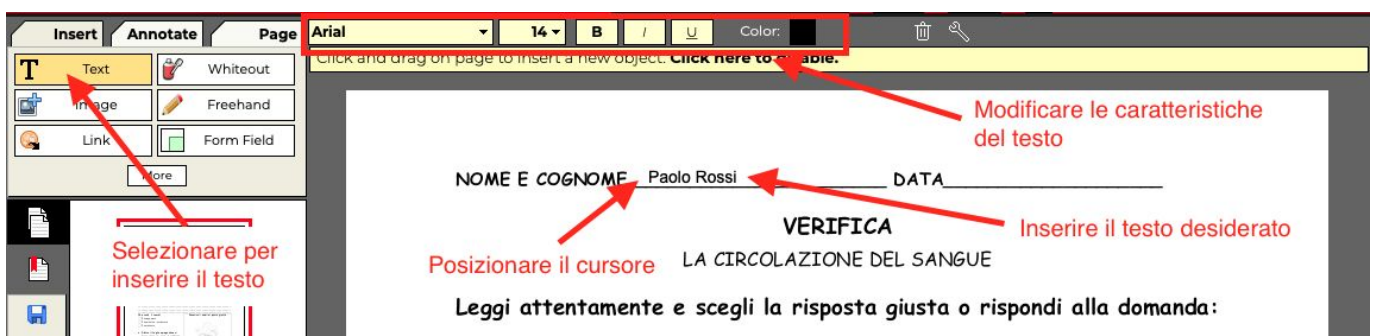 Insert Annotate Page
Arial 14 B I U Color:
Text Whiteout
Click and drag on page to insert a new object. Click here to disable.
Image Freehand
Link Form Field
More
Modificare le caratteristiche
del testo
NOME E COGNOME Paolo Rossi DATA
VERIFICA
Inserire il testo desiderato
Selezionare per
inserire il testo
Posizionare il cursore
LA CIRCOLAZIONE DEL SANGUE
Leggi attentamente e scegli la risposta giusta o rispondi alla domanda: